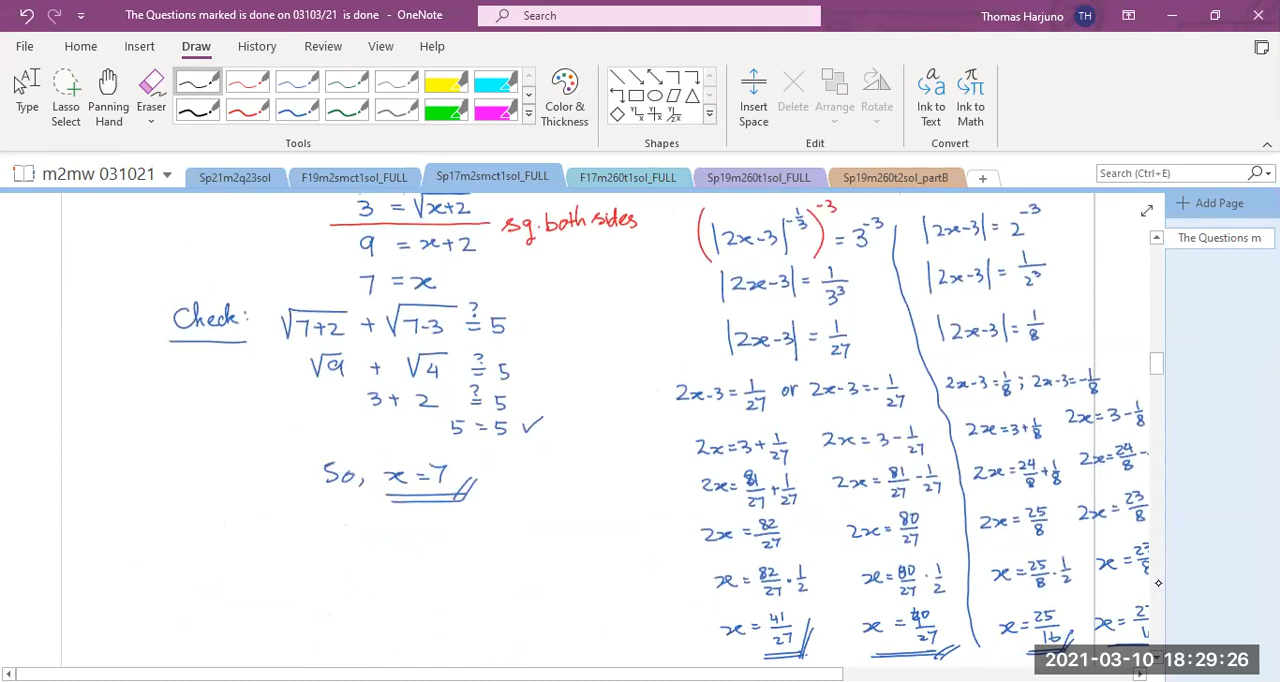 The Questions marked is done on 03103/21 is done - OneNote
Search
Thomas Harjuno TH
File Home Insert Draw History Review View Help
Type
Lasso Select
Panning Hand
Eraser
Color & Thickness
Insert Space
Delete
Arrange
Rotate
Ink to Text
Ink to Math
Tools
Shapes
Edit
Convert
m2mw 031021
Sp21m2q23sol
F19m2smct1sol_FULL
Sp17m2smct1sol_FULL
F17m260t1sol_FULL
Sp19m260t1sol_FULL
Sp19m260t2sol_partB
Search (Ctrl+E)
Add Page
The Questions m
3 = √x+2
sq. both sides
9 = x+2
7 = x
Check: √7+2 + √7-3 ?= 5
√9 + √4 ?= 5
3+ 2 ?= 5
5 = 5 ✓
So, x=7
(|2x-3|^-1/3)^-3 = 3^-3
|2x-3| = 1/3^3
|2x-3| = 1/27
2x-3 = 1/27 or 2x-3 = -1/27
2x = 3 + 1/27
2x = 3 - 1/27
2x = 81/27 + 1/27
2x = 81/27 - 1/27
2x = 82/27
2x = 80/27
x = 82/27 · 1/2
x = 80/27 · 1/2
x = 41/27
x = 40/27
|2x-3| = 2^-3
|2x-3| = 1/2^3
|2x-3| = 1/8
2x-3 = 1/8 ; 2x-3 = -1/8
2x = 3 + 1/8
2x = 3 - 1/8
2x = 24/8 + 1/8
2x = 24/8 -
2x = 25/8
2x = 23/8
x = 25/8 · 1/2
x = 23/8
x = 25/16
x =
2021-03-10 18:29:26